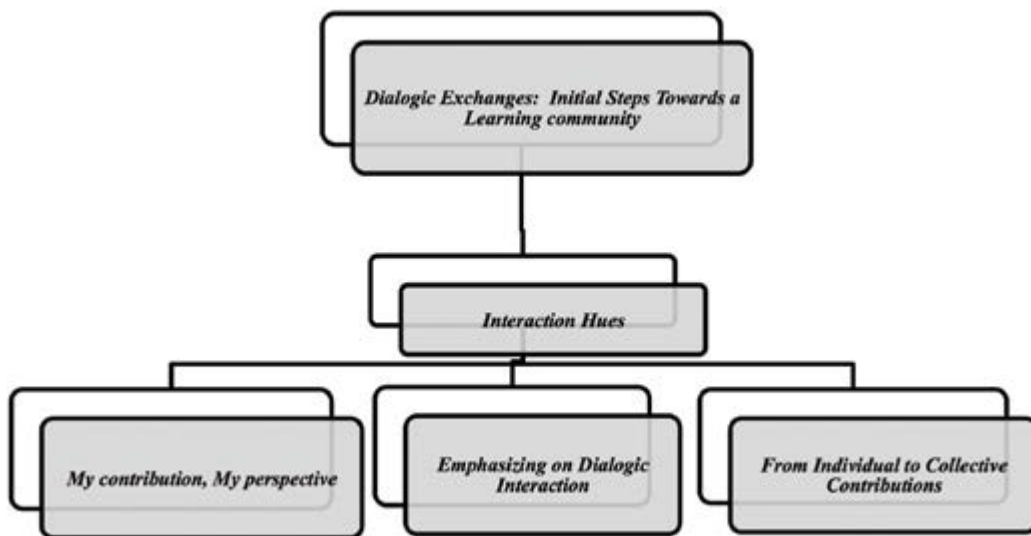 Dialogic Exchanges: Initial Steps Towards a
Learning community
Interaction Hues
My contribution, My perspective
Emphasizing on Dialogic
Interaction
From Individual to Collective
Contributions